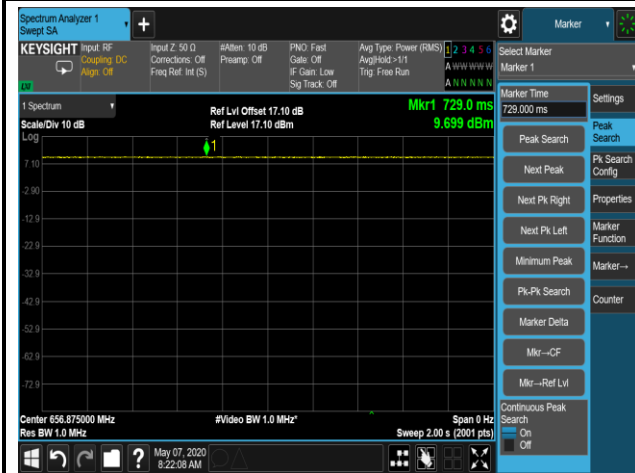 Spectrum Analyzer 1
Swept SA
+
Marker
KEYSIGHT
Input: RF
Coupling: DC
Align: Off
Input Z: 50 Ω
Corrections: Off
Freq Ref: Int (S)
#Atten: 10 dB
Preamp: Off
PNO: Fast
Gate: Off
IF Gain: Low
Sig Track: Off
Avg Type: Power (RMS)
Avg|Hold:>1/1
Trig: Free Run
1 2 3 4 5 6
A W W W W W
A N N N N N
LXI
1 Spectrum
Scale/Div 10 dB
Log
Ref Lvl Offset 17.10 dB
Ref Level 17.10 dBm
Mkr1 729.0 ms
9.699 dBm
1
7.10
-2.90
-12.9
-22.9
-32.9
-42.9
-52.9
-62.9
-72.9
Center 656.875000 MHz
Res BW 1.0 MHz
#Video BW 1.0 MHz*
Span 0 Hz
Sweep 2.00 s (2001 pts)
May 07, 2020
8:22:08 AM
?
Select Marker
Marker 1
Marker Time
729.000 ms
Peak Search
Next Peak
Next Pk Right
Next Pk Left
Minimum Peak
Pk-Pk Search
Marker Delta
Mkr→CF
Mkr→Ref Lvl
Continuous Peak
Search
On
Off
Settings
Peak
Search
Pk Search
Config
Properties
Marker
Function
Marker→
Counter